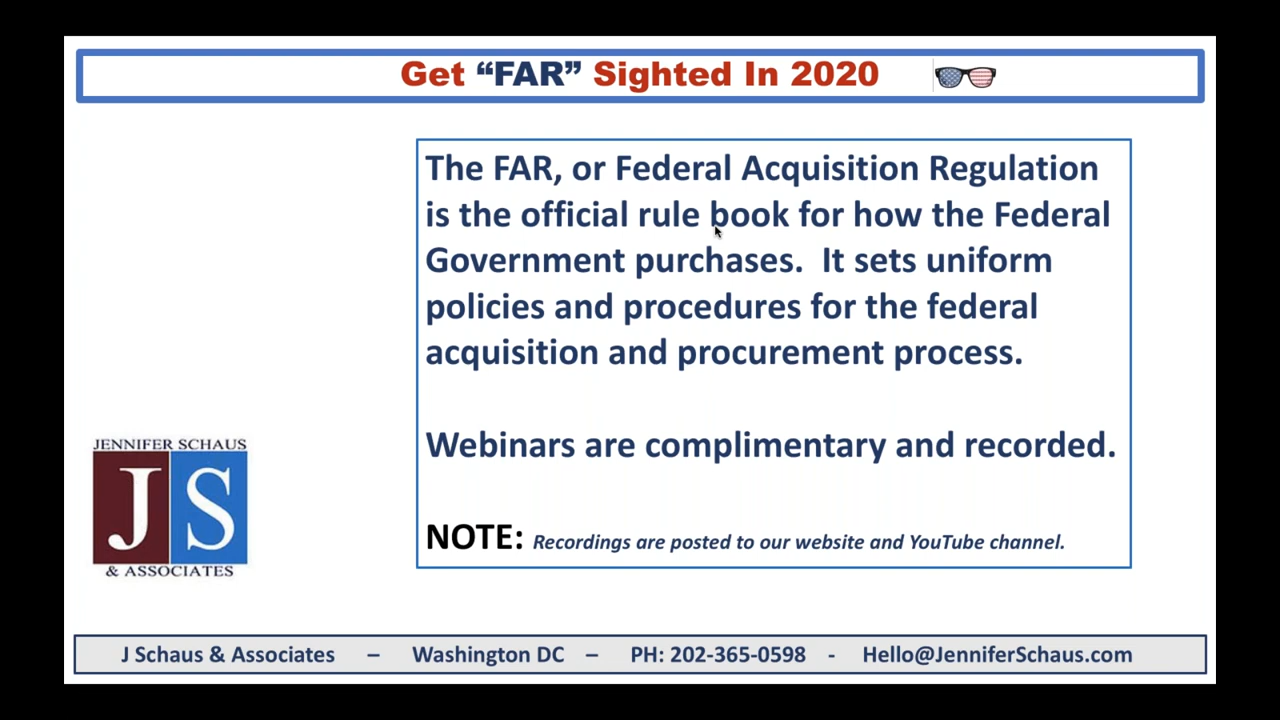 Get “FAR” Sighted In 2020
The FAR, or Federal Acquisition Regulation
is the official rule book for how the Federal
Government purchases.  It sets uniform
policies and procedures for the federal
acquisition and procurement process.
Webinars are complimentary and recorded.
NOTE: Recordings are posted to our website and YouTube channel.
JENNIFER SCHAUS
JS
& ASSOCIATES
J Schaus & Associates – Washington DC – PH: 202-365-0598 - Hello@JenniferSchaus.com